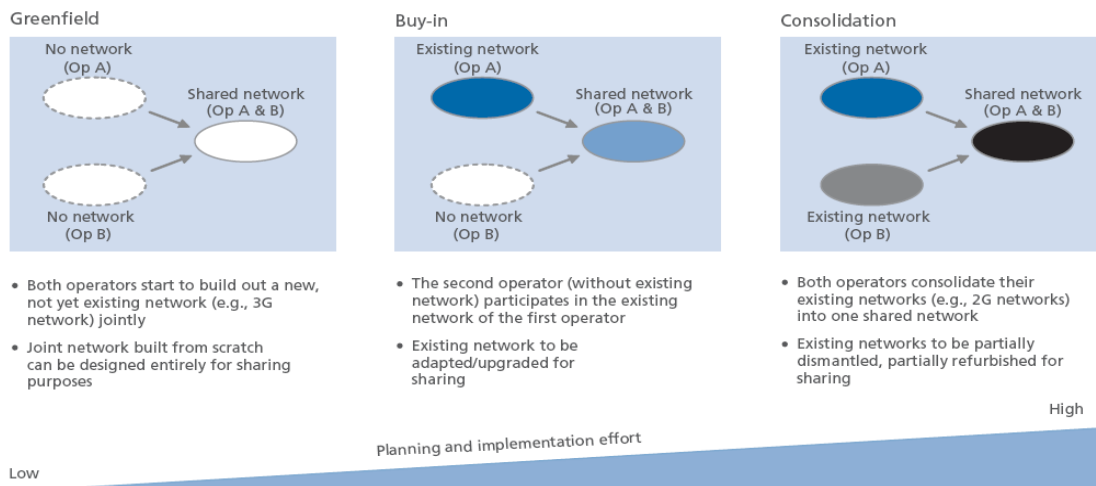 Greenfield
No network
(Op A)
Shared network
(Op A & B)
No network
(Op B)
• Both operators start to build out a new,
not yet existing network (e.g., 3G
network) jointly
• Joint network built from scratch
can be designed entirely for sharing
purposes
Buy-in
Existing network
(Op A)
Shared network
(Op A & B)
No network
(Op B)
• The second operator (without existing
network) participates in the existing
network of the first operator
• Existing network to be
adapted/upgraded for
sharing
Consolidation
Existing network
(Op A)
Shared network
(Op A & B)
Existing network
(Op B)
• Both operators consolidate their
existing networks (e.g., 2G networks)
into one shared network
• Existing networks to be partially
dismantled, partially refurbished for
sharing
Low
Planning and implementation effort
High